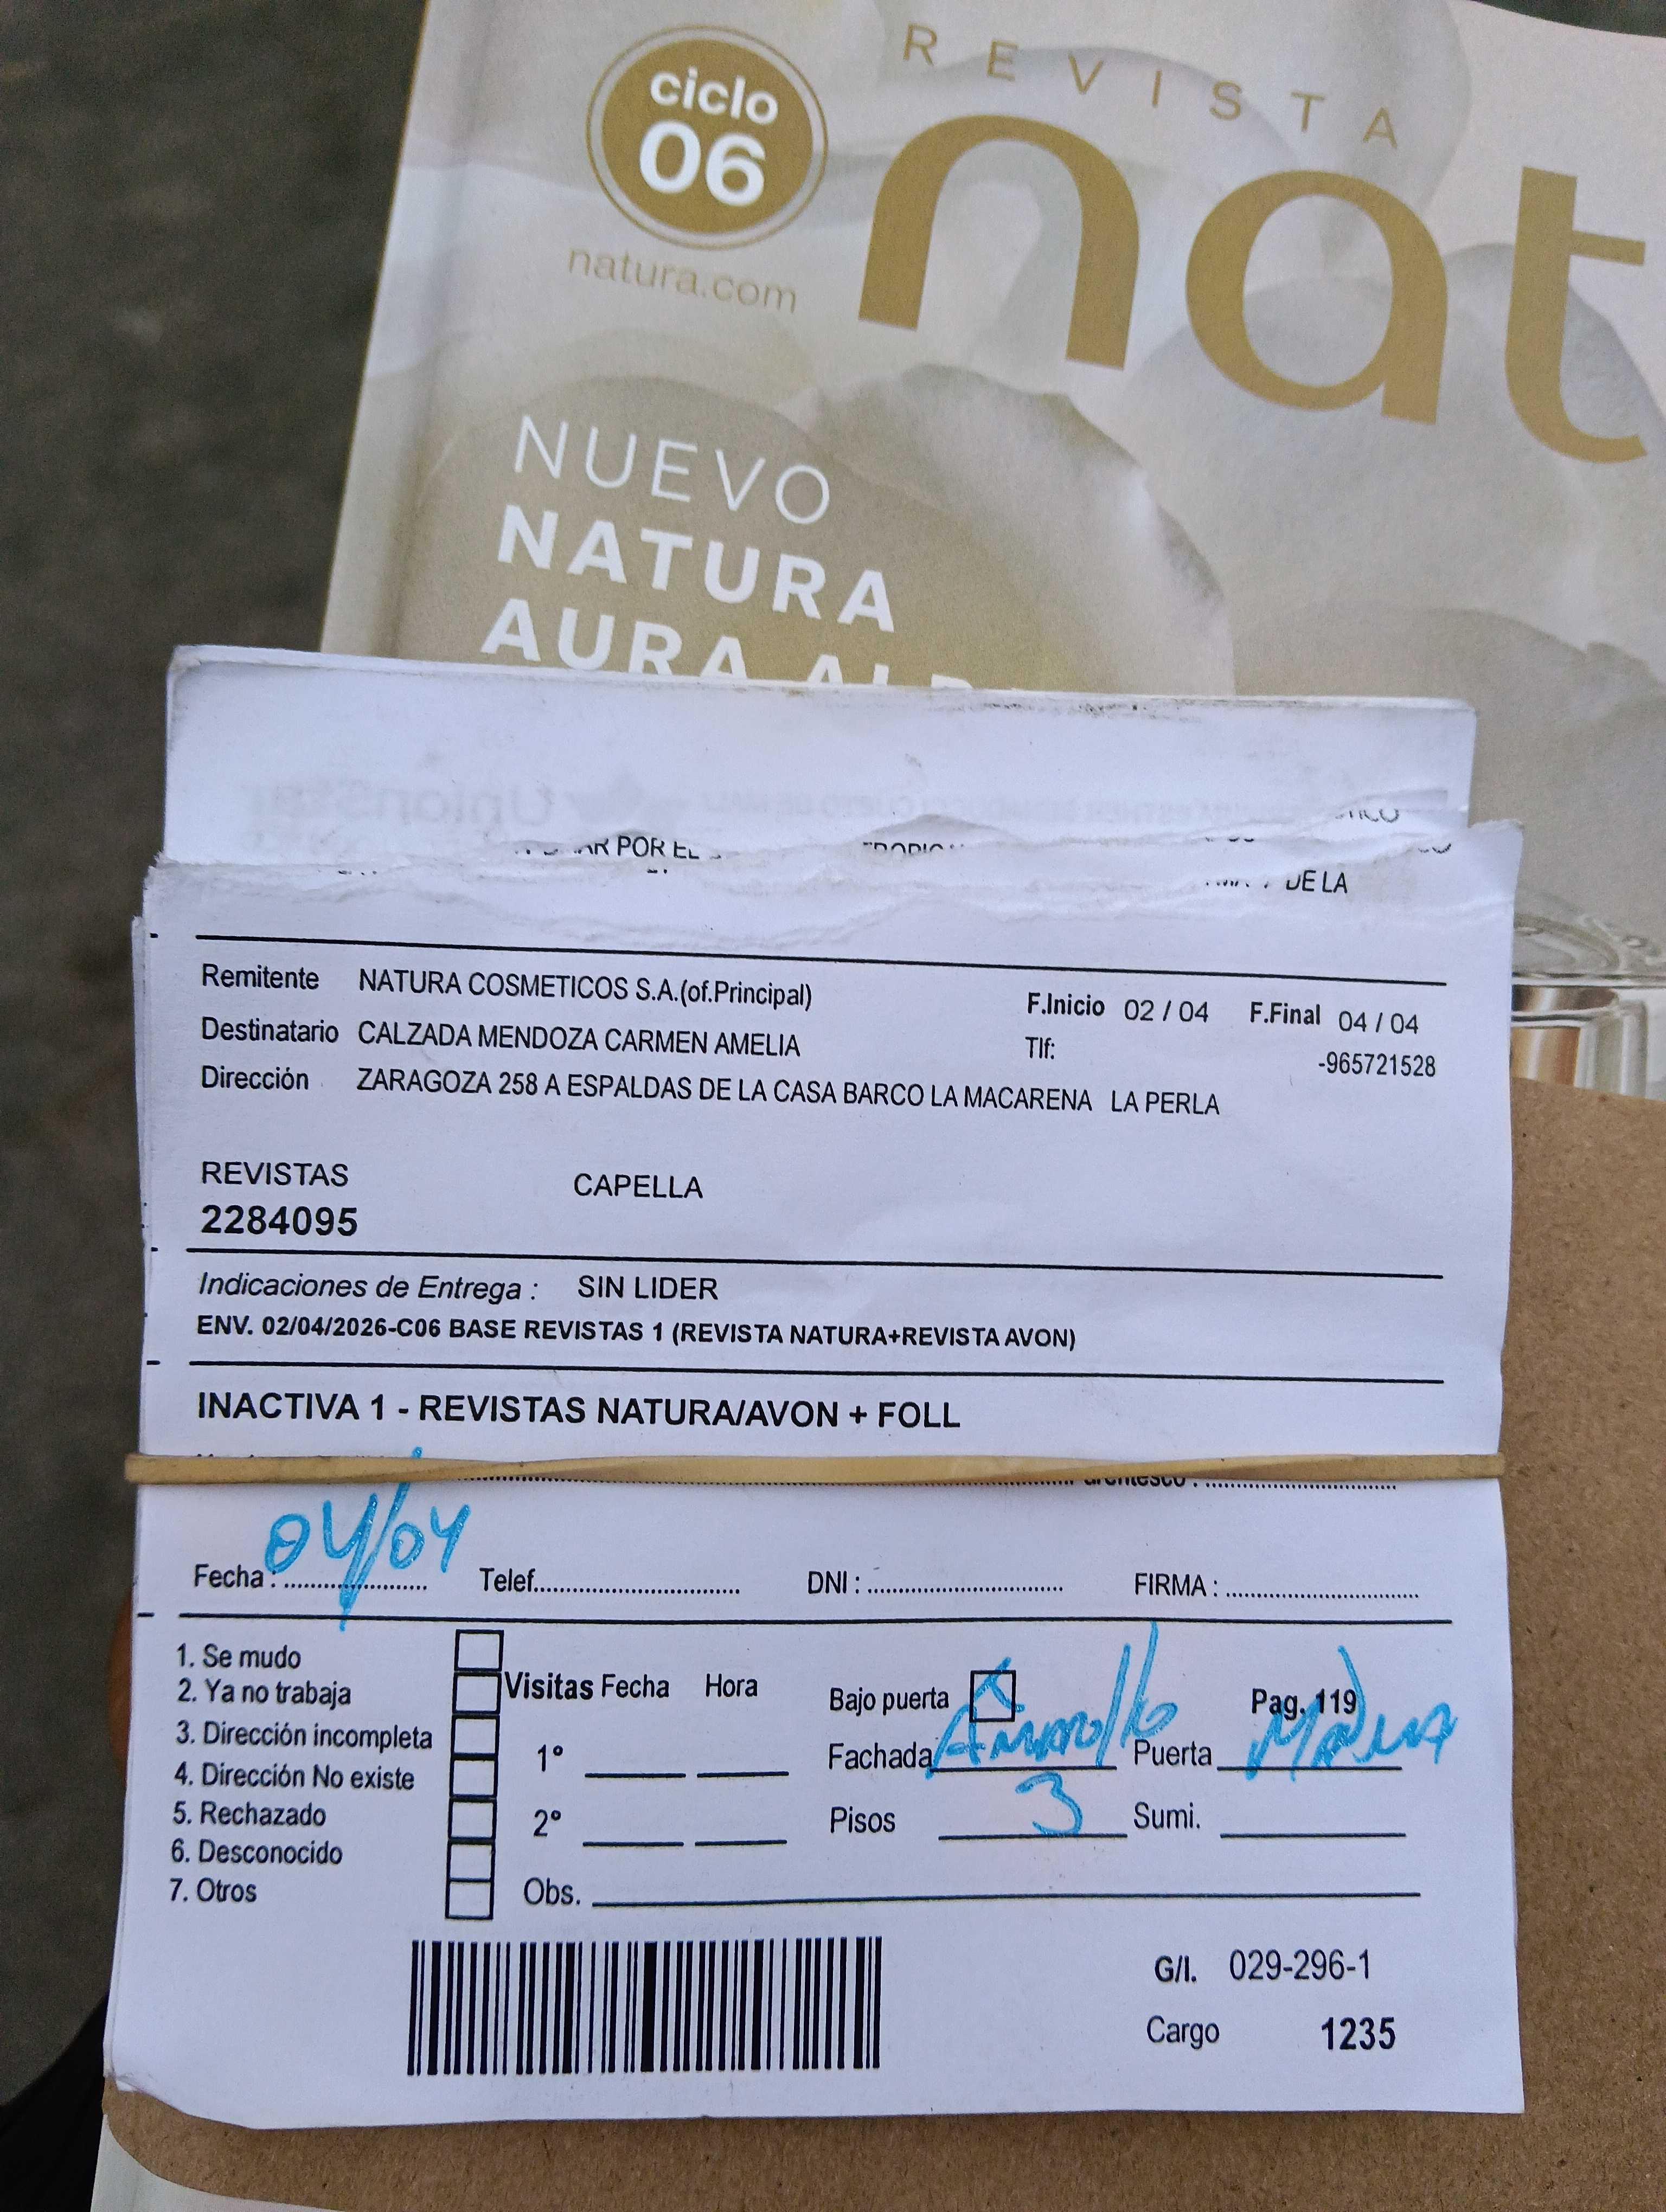 REVISTA
ciclo
06
nat
natura.com
NUEVO
NATURA
AURA
POR EL
DE LA
Remitente NATURA COSMETICOS S.A.(of.Principal) F.Inicio 02 / 04 F.Final 04 / 04
Destinatario CALZADA MENDOZA CARMEN AMELIA Tlf: -965721528
Dirección ZARAGOZA 258 A ESPALDAS DE LA CASA BARCO LA MACARENA LA PERLA
REVISTAS CAPELLA
2284095
Indicaciones de Entrega : SIN LIDER
ENV. 02/04/2026-C06 BASE REVISTAS 1 (REVISTA NATURA+REVISTA AVON)
INACTIVA 1 - REVISTAS NATURA/AVON + FOLL
Fecha : 04/04 Telef. DNI : FIRMA :
1. Se mudo
2. Ya no trabaja
3. Dirección incompleta
4. Dirección No existe
5. Rechazado
6. Desconocido
7. Otros
Visitas Fecha Hora
1°
2°
Obs.
Bajo puerta Pag. 119
Fachada Amarillo Puerta Madera
Pisos 3 Sumi.
G/I. 029-296-1
Cargo 1235